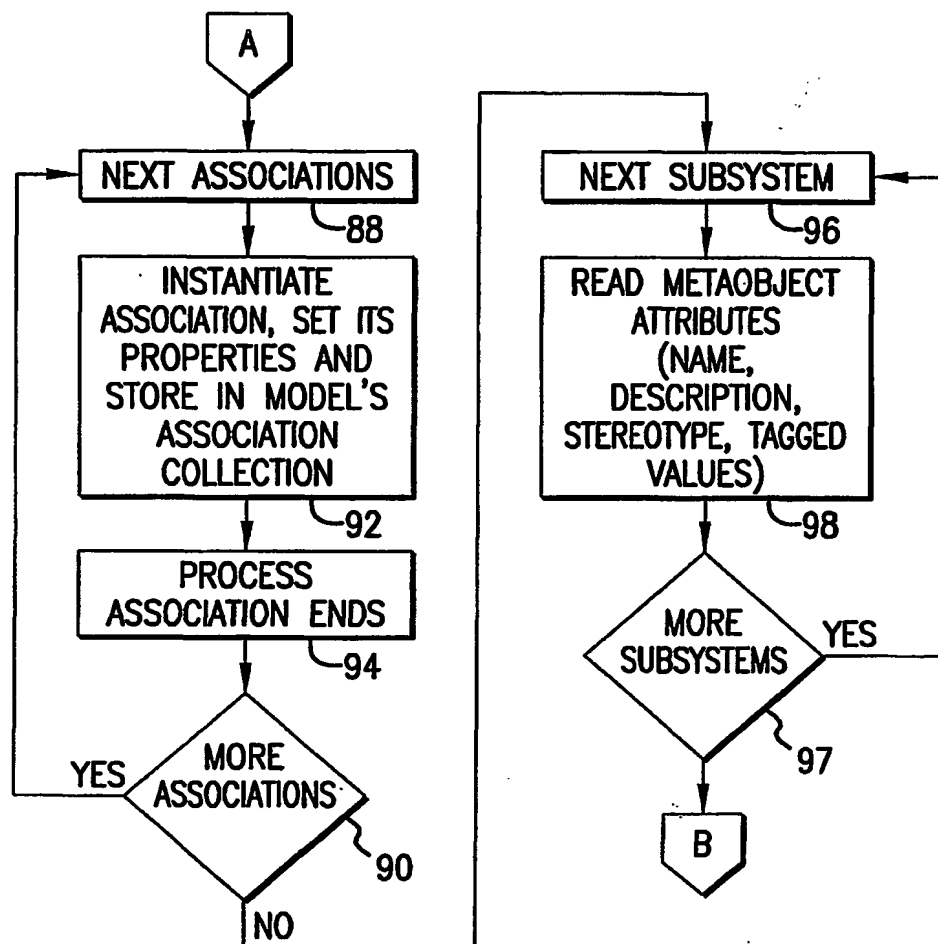 A
NEXT ASSOCIATIONS
88
INSTANTIATE
ASSOCIATION, SET ITS
PROPERTIES AND
STORE IN MODEL'S
ASSOCIATION
COLLECTION
92
PROCESS
ASSOCIATION ENDS
94
MORE
ASSOCIATIONS
YES
90
NO
NEXT SUBSYSTEM
96
READ METAOBJECT
ATTRIBUTES
(NAME,
DESCRIPTION,
STEREOTYPE, TAGGED
VALUES)
98
MORE
SUBSYSTEMS
YES
97
B